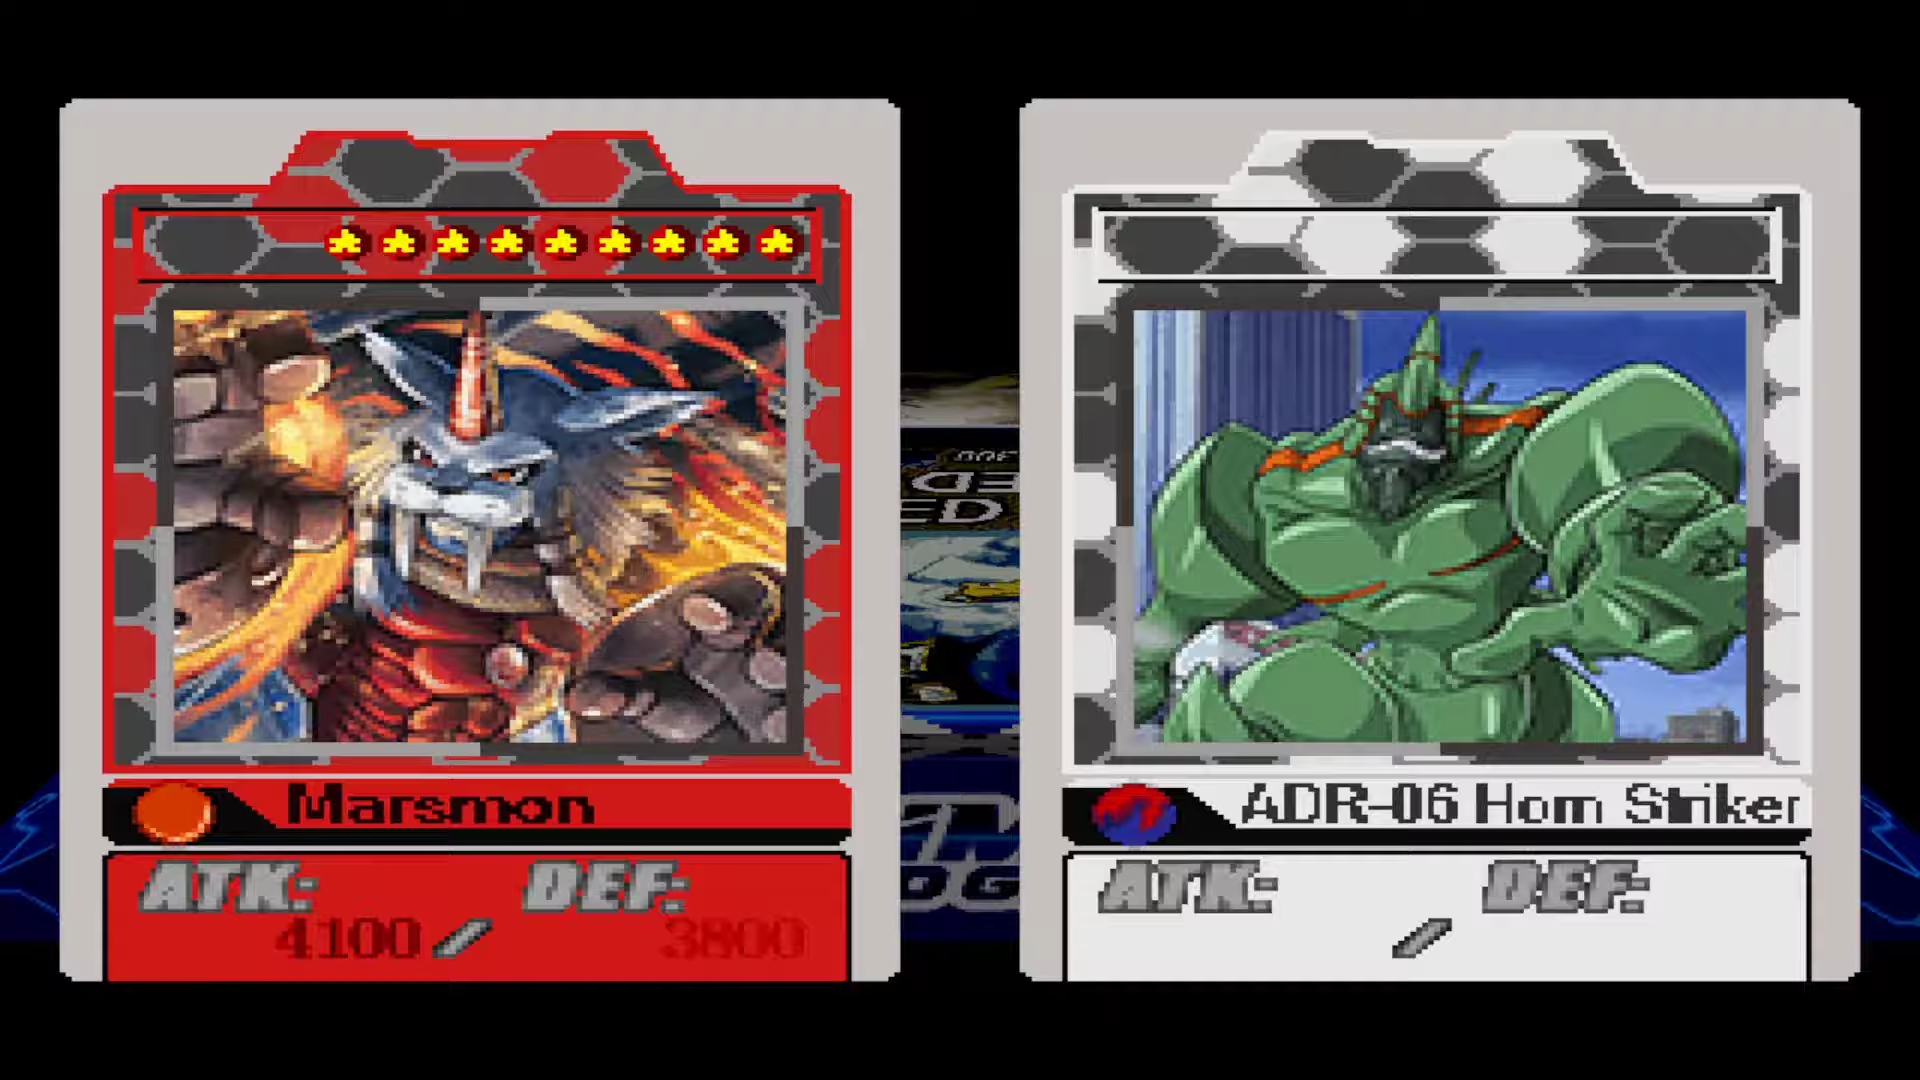 Marsmon
ATK: DEF:
4100 / 3800
ADR-06 Horn Striker
ATK: DEF:
/